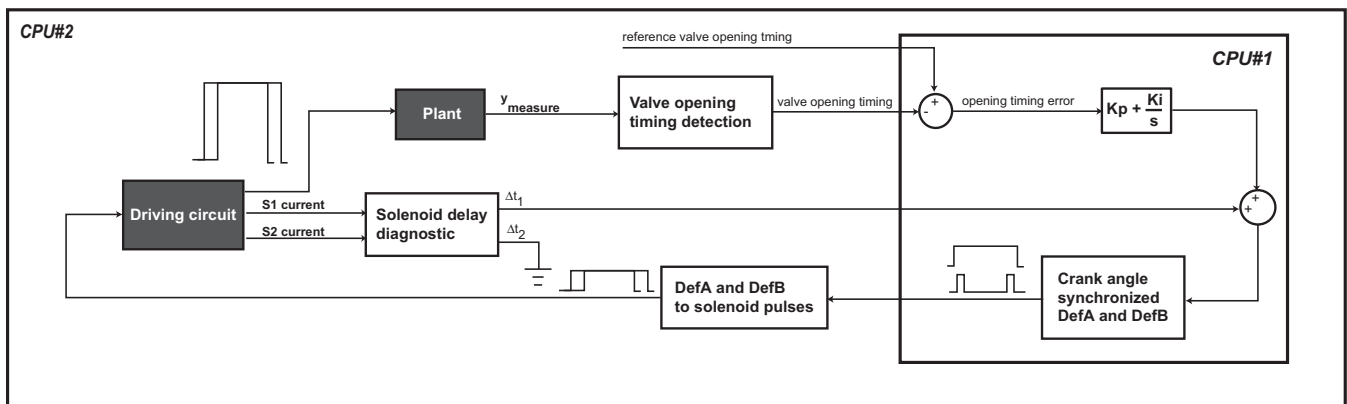 CPU#2
reference valve opening tming
CPU#1
Plant
y
measure
Valve opening
timing detection
valve opening timing
+
-
opening timing error
Kp + Ki
s
Driving circuit
S1 current
S2 current
Solenoid delay
diagnostic
Δt1
Δt2
+
+
DefA and DefB
to solenoid pulses
Crank angle
synchronized
DefA and DefB